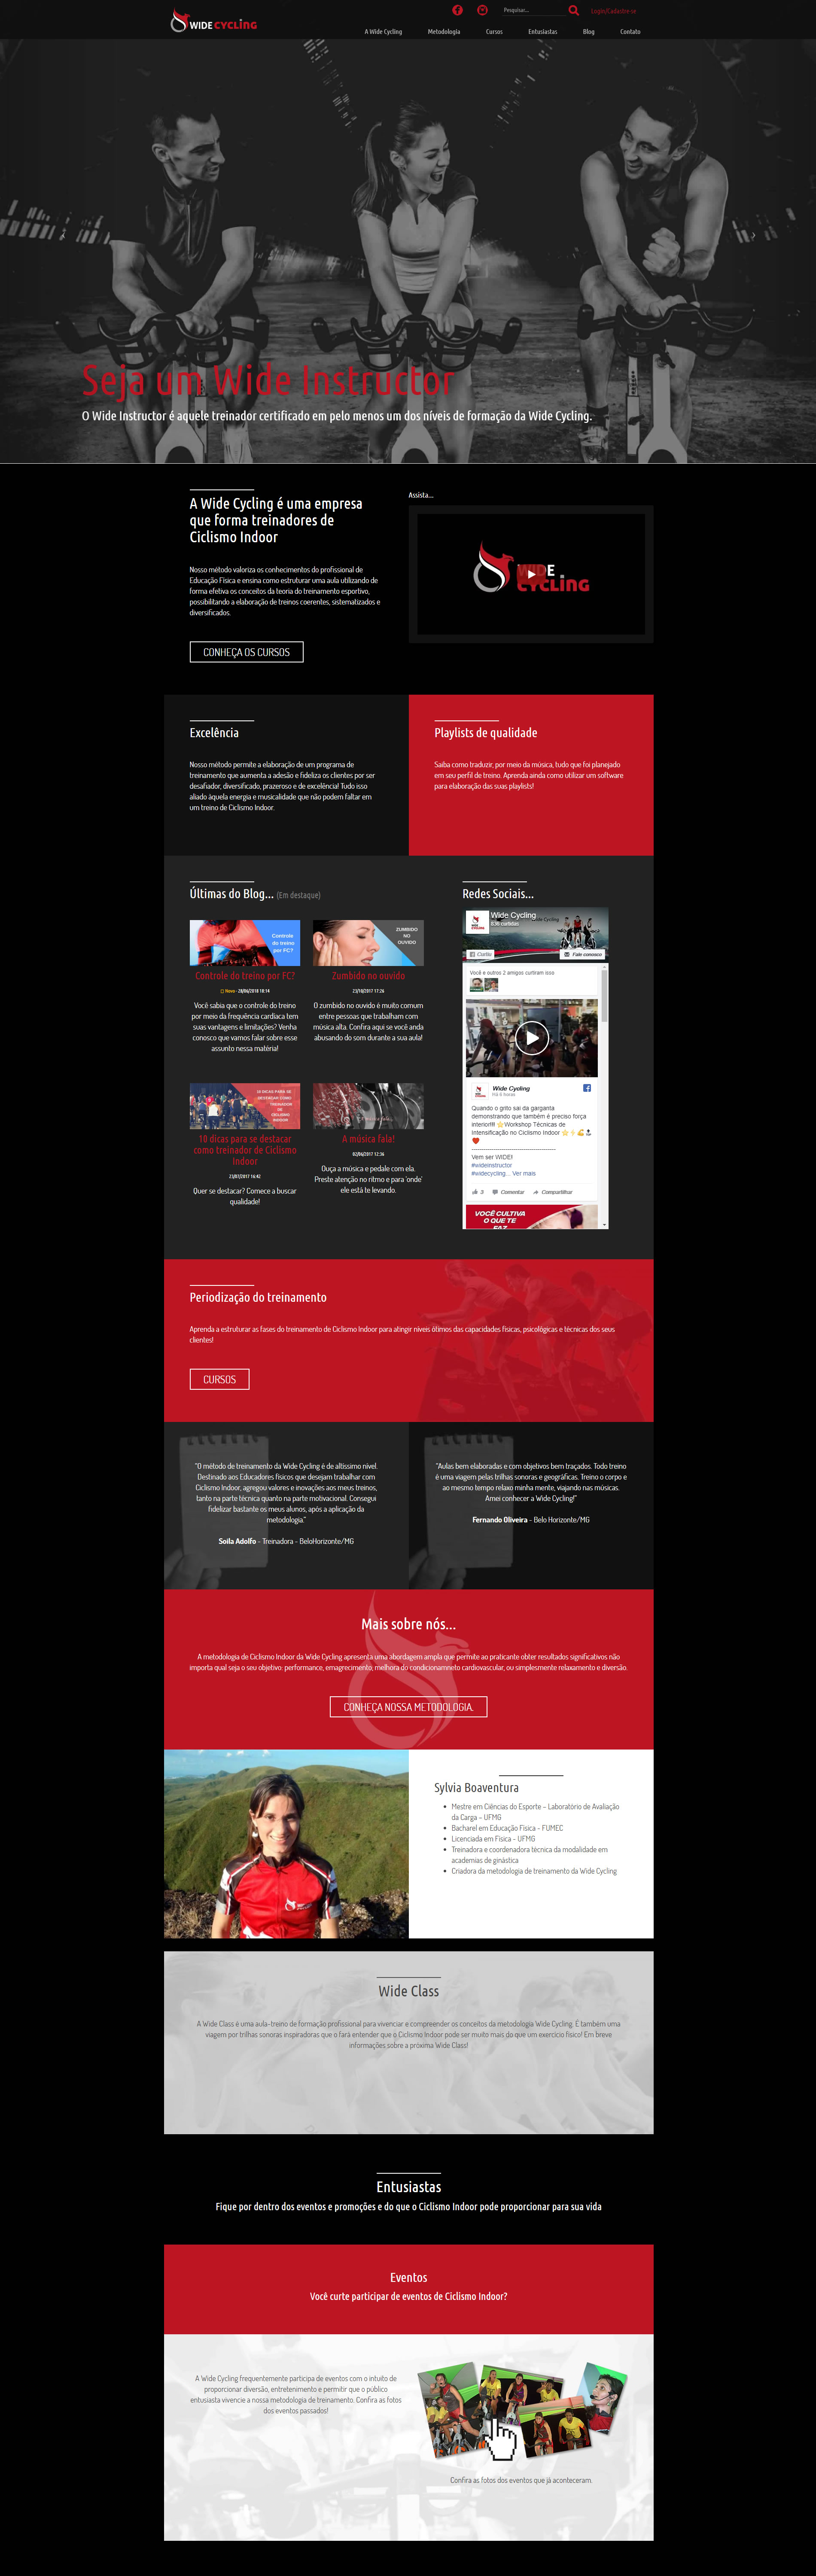 WIDE CYCLING
Pesquisar...
Login/Cadastre-se
A Wide Cycling
Metodologia
Cursos
Entusiastas
Blog
Contato
Seja um Wide Instructor
O Wide Instructor é aquele treinador certificado em pelo menos um dos níveis de formação da Wide Cycling.
A Wide Cycling é uma empresa
que forma treinadores de
Ciclismo Indoor
Nosso método valoriza os conhecimentos do profissional de
Educação Física e ensina como estruturar uma aula utilizando de
forma efetiva os conceitos da teoria do treinamento esportivo,
possibilitando a elaboração de treinos coerentes, sistematizados e
diversificados.
CONHEÇA OS CURSOS
Assista...
WIDE
CYCLING
Excelência
Nosso método permite a elaboração de um programa de
treinamento que aumenta a adesão e fideliza os clientes por ser
desafiador, diversificado, prazeroso e de excelência! Tudo isso
aliado àquela energia e musicalidade que não podem faltar em
um treino de Ciclismo Indoor.
Playlists de qualidade
Saiba como traduzir, por meio da música, tudo que foi planejado
em seu perfil de treino. Aprenda ainda como utilizar um software
para elaboração das suas playlists!
Últimas do Blog... (Em destaque)
Controle
do treino
por FC?
Controle do treino por FC?
Novo - 28/06/2018 18:14
Você sabia que o controle do treino
por meio da frequência cardíaca tem
suas vantagens e limitações? Venha
conosco que vamos falar sobre esse
assunto nessa matéria!
ZUMBIDO
NO
OUVIDO
Zumbido no ouvido
23/10/2017 17:26
O zumbido no ouvido é muito comum
entre pessoas que trabalham com
música alta. Confira aqui se você anda
abusando do som durante a sua aula!
10 DICAS PARA SE
DESTACAR COMO
TREINADOR
DE
CICLISMO
INDOOR
10 dicas para se destacar
como treinador de Ciclismo
Indoor
21/07/2017 16:42
Quer se destacar? Comece a buscar
qualidade!
A música fala!
02/06/2017 12:36
Ouça a música e pedale com ela.
Preste atenção no ritmo e para 'onde'
ele está te levando.
Redes Sociais...
Wide Cycling
Curtiu
Fale conosco
Você e outros 2 amigos curtiram isso
Wide Cycling
há 6 horas
Quando o grito sai da garganta
demonstrando que também é preciso força
interior!!! ⭐Workshop Técnicas de
Intensificação no Ciclismo Indoor
Vem ser WIDE!!
#wideinstructor
#widecycling... Ver mais
3
Comentar
Compartilhar
VOCÊ CULTIVA
O QUE TE
FAZ
Periodização do treinamento
Aprenda a estruturar as fases do treinamento de Ciclismo Indoor para atingir níveis ótimos das capacidades físicas, psicológicas e técnicas dos seus
clientes!
CURSOS
"O método de treinamento da Wide Cycling é de altíssimo nível.
Destinado aos Educadores físicos que desejam trabalhar com
Ciclismo Indoor, agregou valores e inovações aos meus treinos,
tanto na parte técnica quanto na parte motivacional. Consegui
fidelizar bastante os meus alunos, após a aplicação da
metodologia."
Soila Adolfo - Treinadora - BeloHorizonte/MG
"Aulas bem elaboradas e com objetivos bem traçados. Todo treino
é uma viagem pelas trilhas sonoras e geográficas. Treino o corpo e
ao mesmo tempo relaxo minha mente, viajando nas músicas.
Amei conhecer a Wide Cycling!"
Fernando Oliveira - Belo Horizonte/MG
Mais sobre nós...
A metodologia de Ciclismo Indoor da Wide Cycling apresenta uma abordagem ampla que permite ao praticante obter resultados significativos não
importa qual seja o seu objetivo: performance, emagrecimento, melhora do condicionamneto cardiovascular, ou simplesmente relaxamento e diversão.
CONHEÇA NOSSA METODOLOGIA.
Sylvia Boaventura
Mestre em Ciências do Esporte - Laboratório de Avaliação
da Carga - UFMG
Bacharel em Educação Física - FUMEC
Licenciada em Física - UFMG
Treinadora e coordenadora técnica da modalidade em
academias de ginástica
Criadora da metodologia de treinamento da Wide Cycling
Wide Class
A Wide Class é uma aula-treino de formação profissional para vivenciar e compreender os conceitos da metodologia Wide Cycling. É também uma
viagem por trilhas sonoras inspiradoras que o fará entender que o Ciclismo Indoor pode ser muito mais do que um exercício físico! Em breve
informações sobre a próxima Wide Class!
Entusiastas
Fique por dentro dos eventos e promoções e do que o Ciclismo Indoor pode proporcionar para sua vida
Eventos
Você curte participar de eventos de Ciclismo Indoor?
A Wide Cycling frequentemente participa de eventos com o intuito de
proporcionar diversão, entretenimento e permitir que o público
entusiasta vivencie a nossa metodologia de treinamento. Confira as fotos
dos eventos passados!
Confira as fotos dos eventos que já aconteceram.